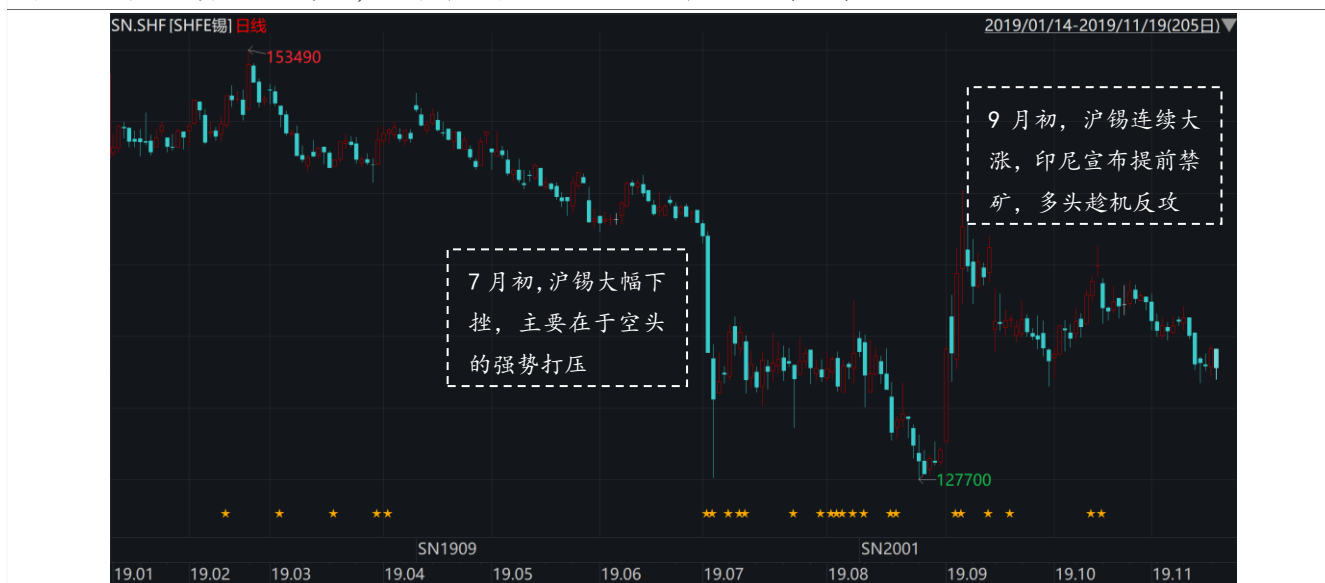 SN.SHF [SHFE锡] 日线
2019/01/14-2019/11/19(205日)
153490
9 月初，沪锡连续大
涨，印尼宣布提前禁
矿，多头趁机反攻
7 月初,沪锡大幅下
挫，主要在于空头
的强势打压
127700
SN1909
SN2001
19.01 19.02 19.03 19.04 19.05 19.06 19.07 19.08 19.09 19.10 19.11